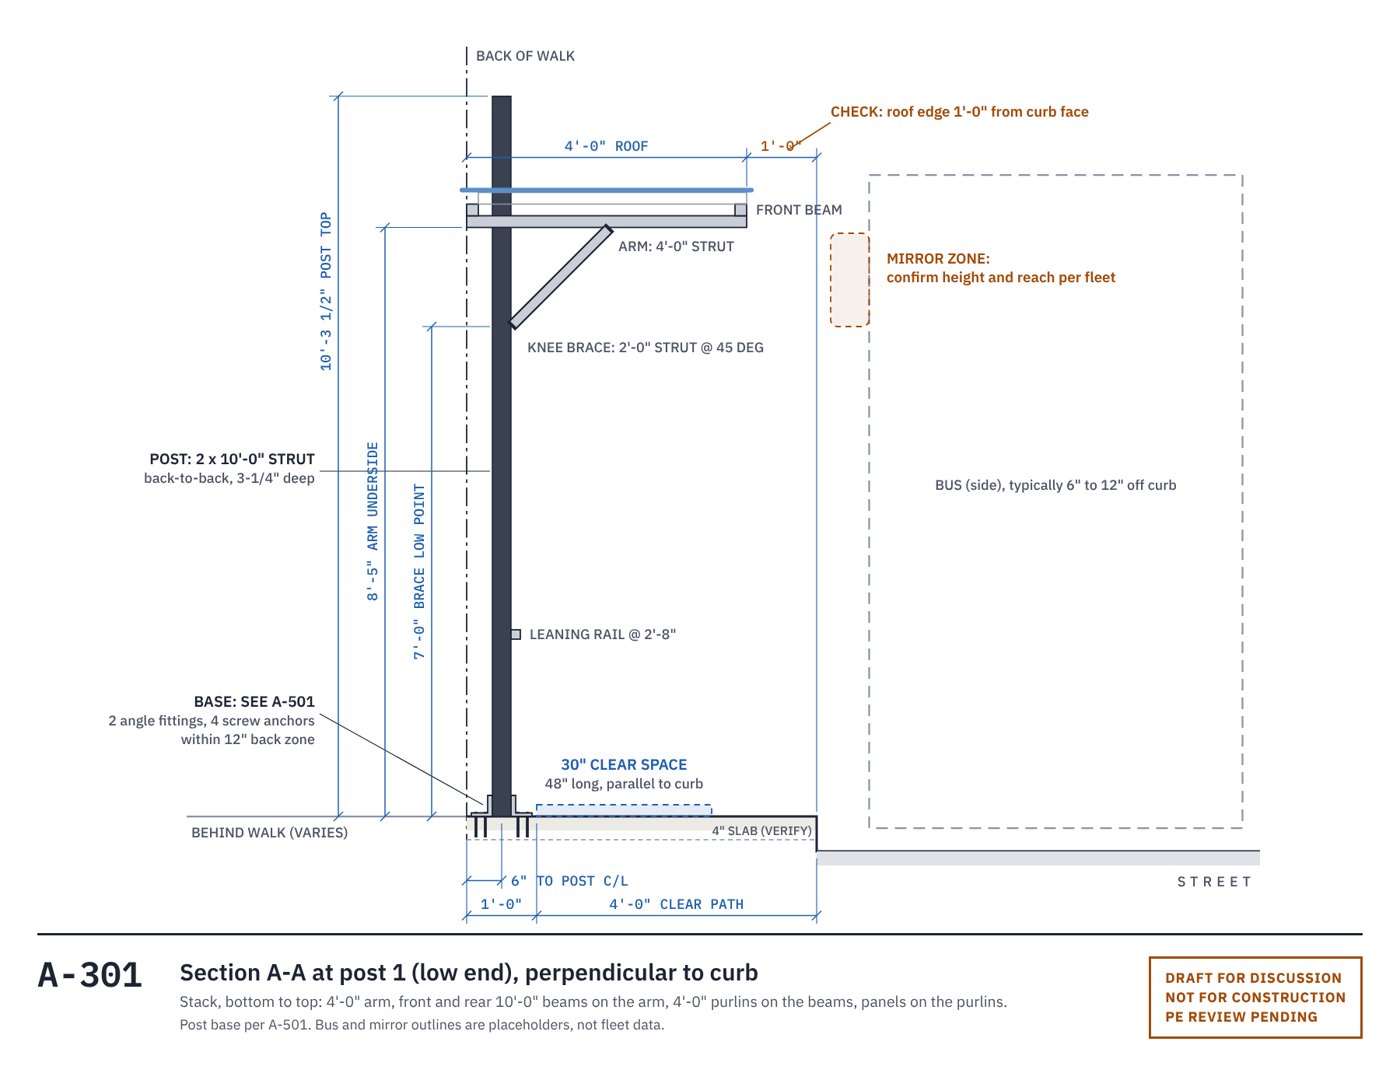 BACK OF WALK
CHECK: roof edge 1'-0" from curb face
4'-0" ROOF
1'-0"
FRONT BEAM
ARM: 4'-0" STRUT
MIRROR ZONE:
confirm height and reach per fleet
10'-3 1/2" POST TOP
KNEE BRACE: 2'-0" STRUT @ 45 DEG
POST: 2 x 10'-0" STRUT
back-to-back, 3-1/4" deep
8'-5" ARM UNDERSIDE
7'-0" BRACE LOW POINT
BUS (side), typically 6" to 12" off curb
LEANING RAIL @ 2'-8"
BASE: SEE A-501
2 angle fittings, 4 screw anchors
within 12" back zone
30" CLEAR SPACE
48" long, parallel to curb
BEHIND WALK (VARIES)
4" SLAB (VERIFY)
6" TO POST C/L
STREET
1'-0"
4'-0" CLEAR PATH
A-301
Section A-A at post 1 (low end), perpendicular to curb
Stack, bottom to top: 4'-0" arm, front and rear 10'-0" beams on the arm, 4'-0" purlins on the beams, panels on the purlins.
Post base per A-501. Bus and mirror outlines are placeholders, not fleet data.
DRAFT FOR DISCUSSION
NOT FOR CONSTRUCTION
PE REVIEW PENDING